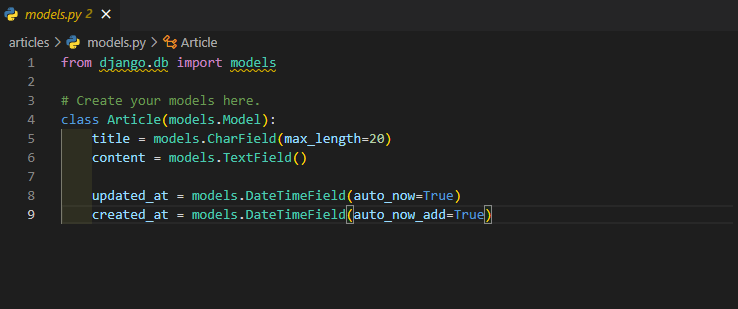 models.py 2 ×
articles > models.py > Article
1 from django.db import models
2
3 # Create your models here.
4 class Article(models.Model):
5     title = models.CharField(max_length=20)
6     content = models.TextField()
7
8     updated_at = models.DateTimeField(auto_now=True)
9     created_at = models.DateTimeField(auto_now_add=True)